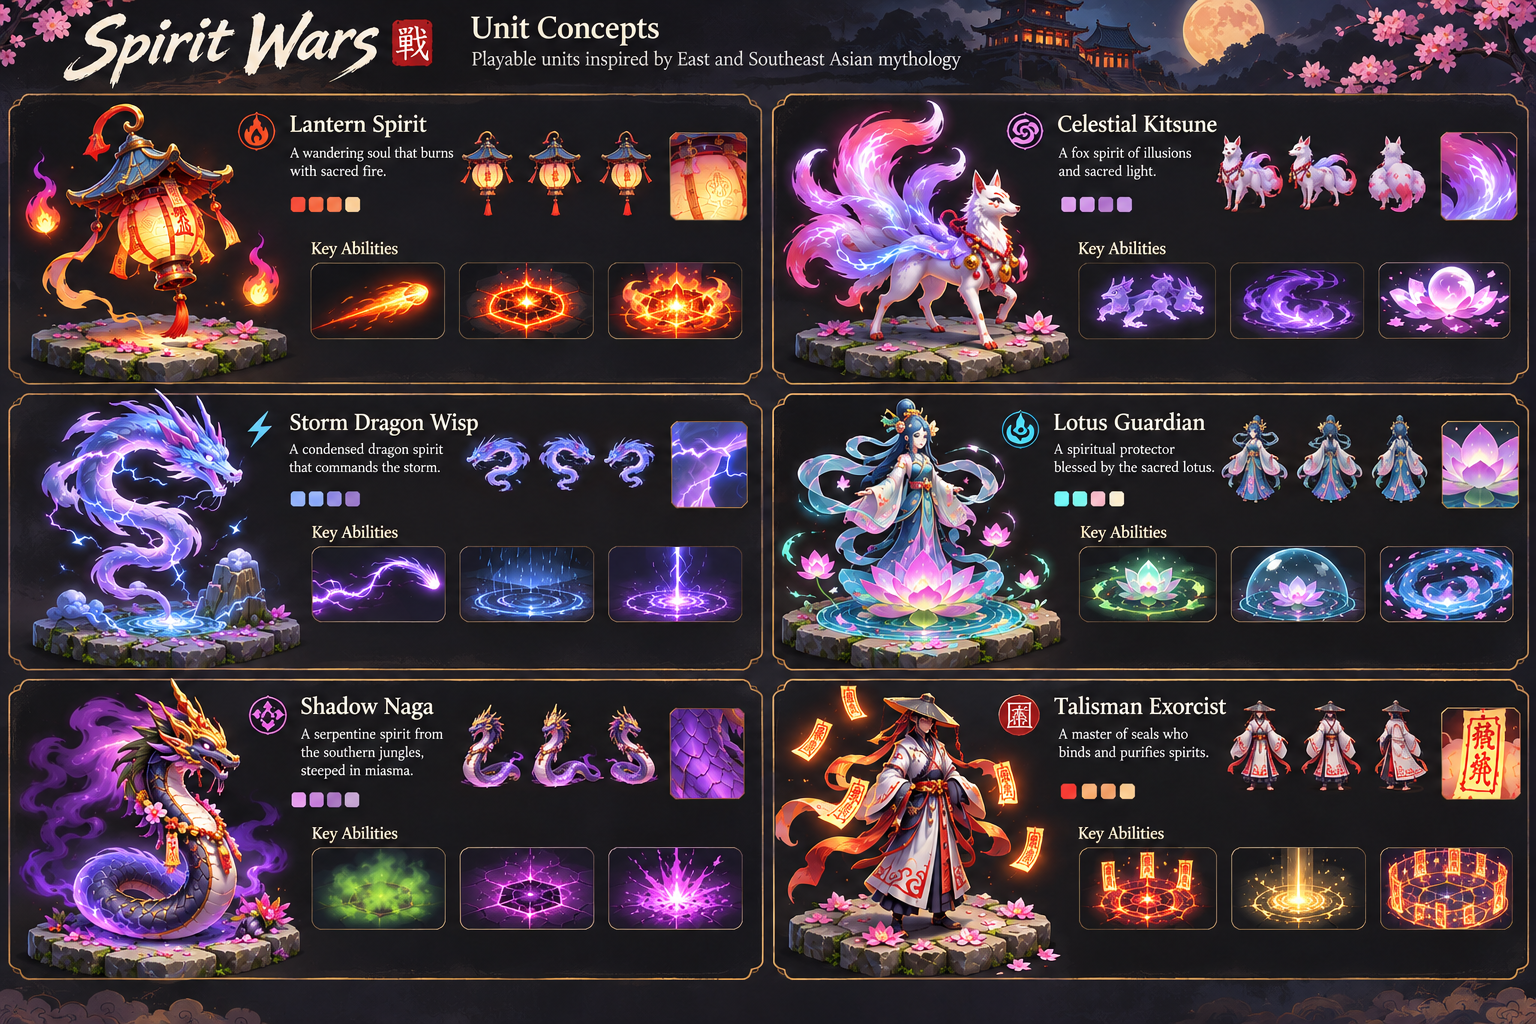 Spirit Wars
戦
Unit Concepts
Playable units inspired by East and Southeast Asian mythology
Lantern Spirit
A wandering soul that burns
with sacred fire.
Key Abilities
Celestial Kitsune
A fox spirit of illusions
and sacred light.
Key Abilities
Storm Dragon Wisp
A condensed dragon spirit
that commands the storm.
Key Abilities
Lotus Guardian
A spiritual protector
blessed by the sacred lotus.
Key Abilities
Shadow Naga
A serpentine spirit from
the southern jungles,
steeped in miasma.
Key Abilities
Talisman Exorcist
A master of seals who
binds and purifies spirits.
Key Abilities